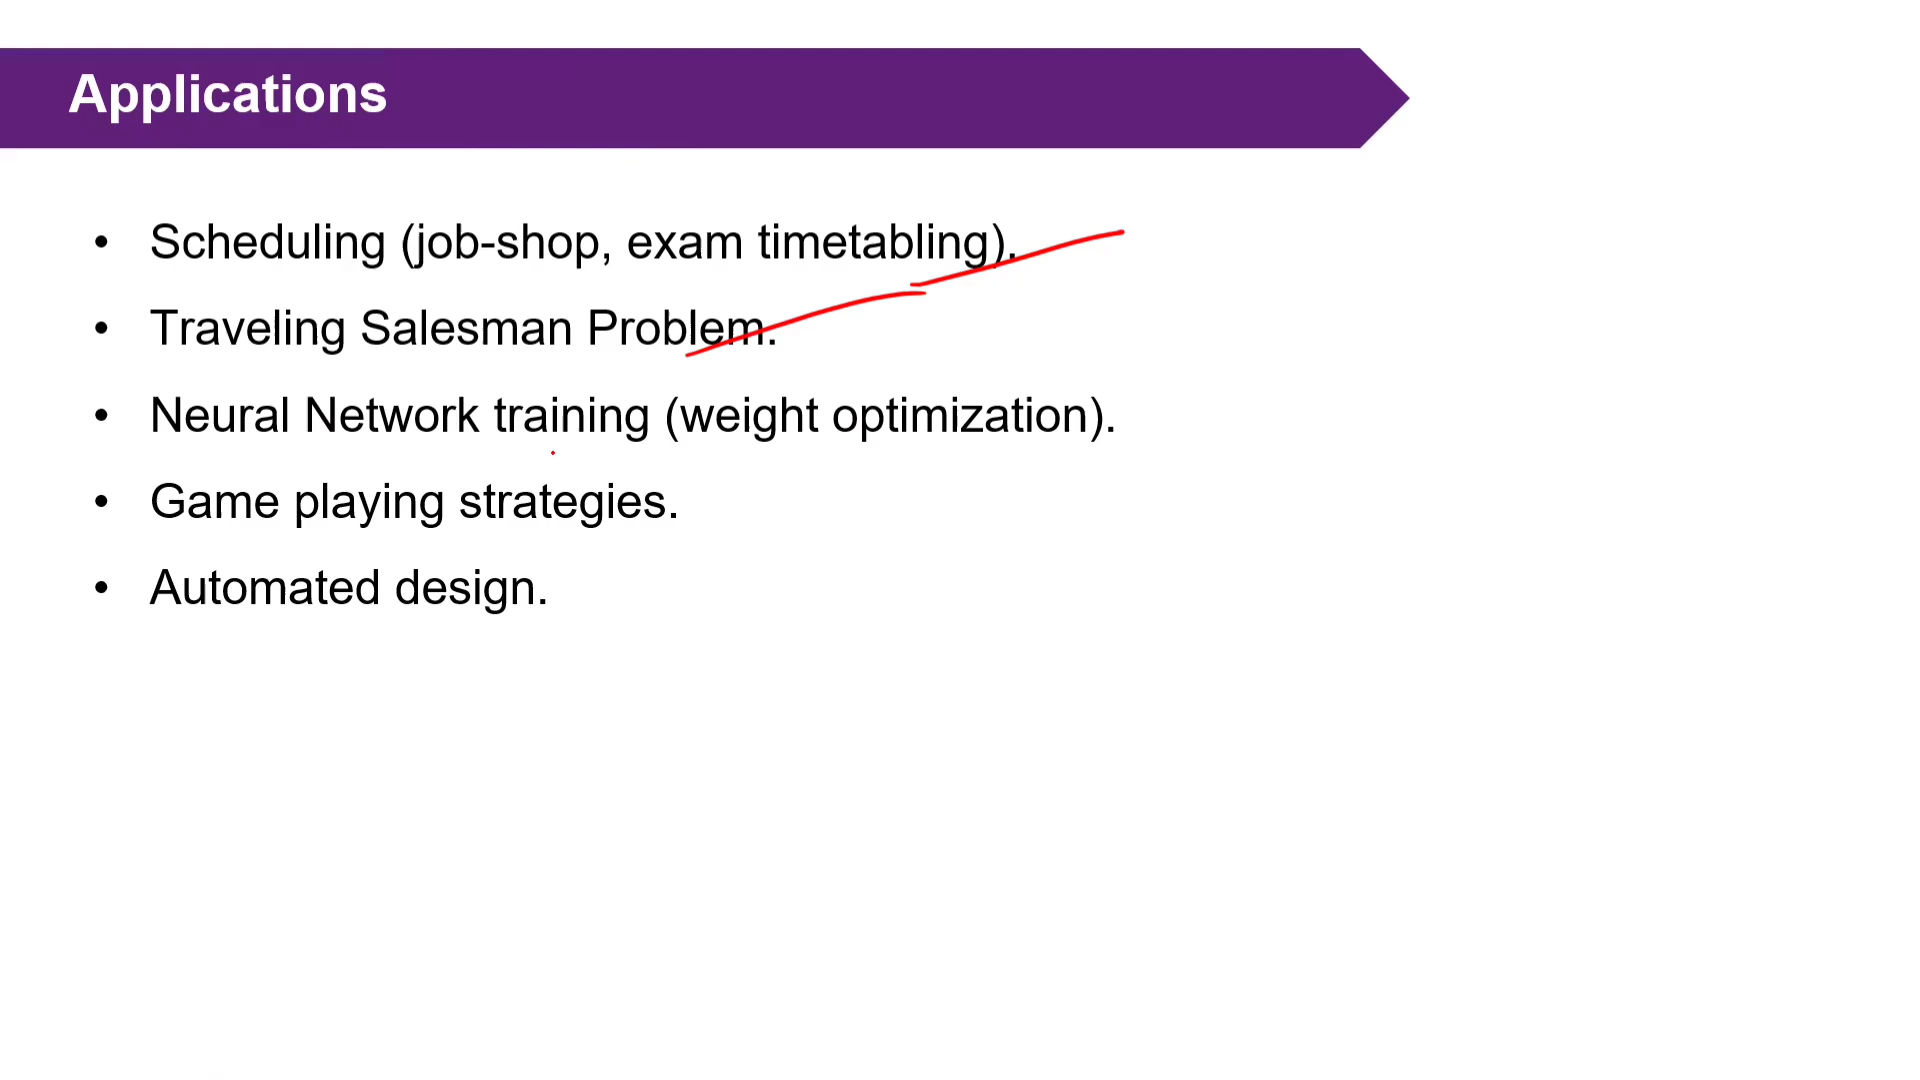 Applications
• Scheduling (job-shop, exam timetabling).
• Traveling Salesman Problem.
• Neural Network training (weight optimization).
• Game playing strategies.
• Automated design.